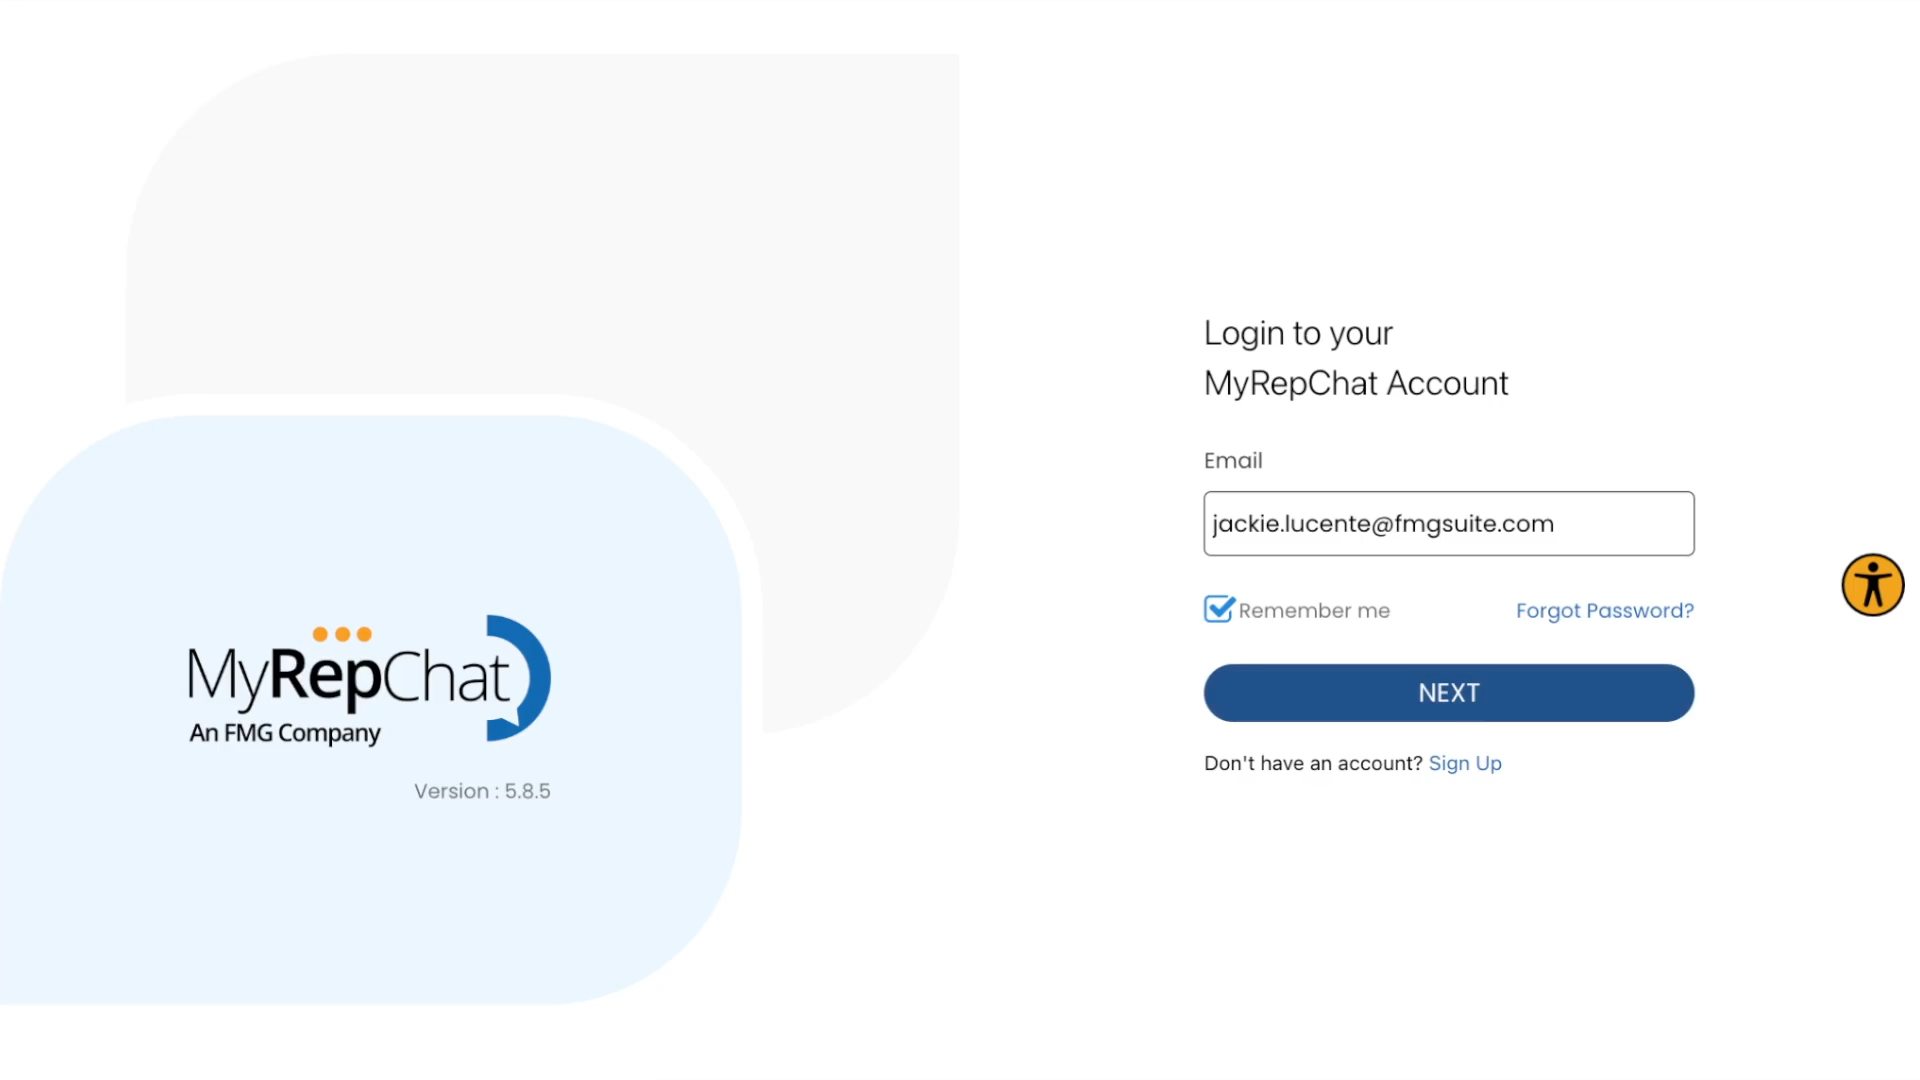 MyRepChat
An FMG Company
Version : 5.8.5
Login to your
MyRepChat Account
Email
jackie.lucente@fmgsuite.com
Remember me
Forgot Password?
NEXT
Don't have an account? Sign Up